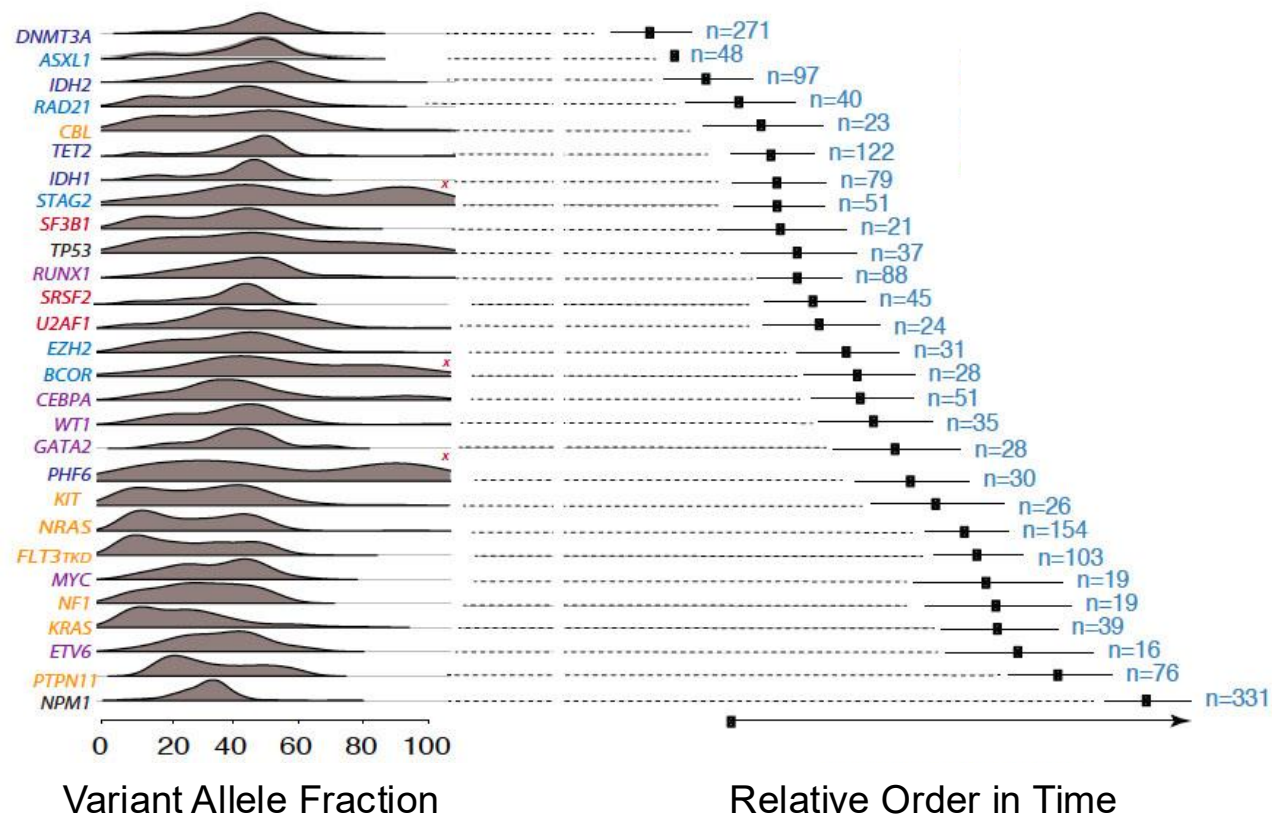 DNMT3A n=271
ASXL1 n=48
IDH2 n=97
RAD21 n=40
CBL n=23
TET2 n=122
IDH1 n=79
x
STAG2 n=51
SF3B1 n=21
TP53 n=37
RUNX1 n=88
SRSF2 n=45
U2AF1 n=24
EZH2 n=31
x
BCOR n=28
CEBPA n=51
WT1 n=35
GATA2 n=28
x
PHF6 n=30
KIT n=26
NRAS n=154
FLT3TKD n=103
MYC n=19
NF1 n=19
KRAS n=39
ETV6 n=16
PTPN11 n=76
NPM1 n=331
0 20 40 60 80 100
Variant Allele Fraction Relative Order in Time